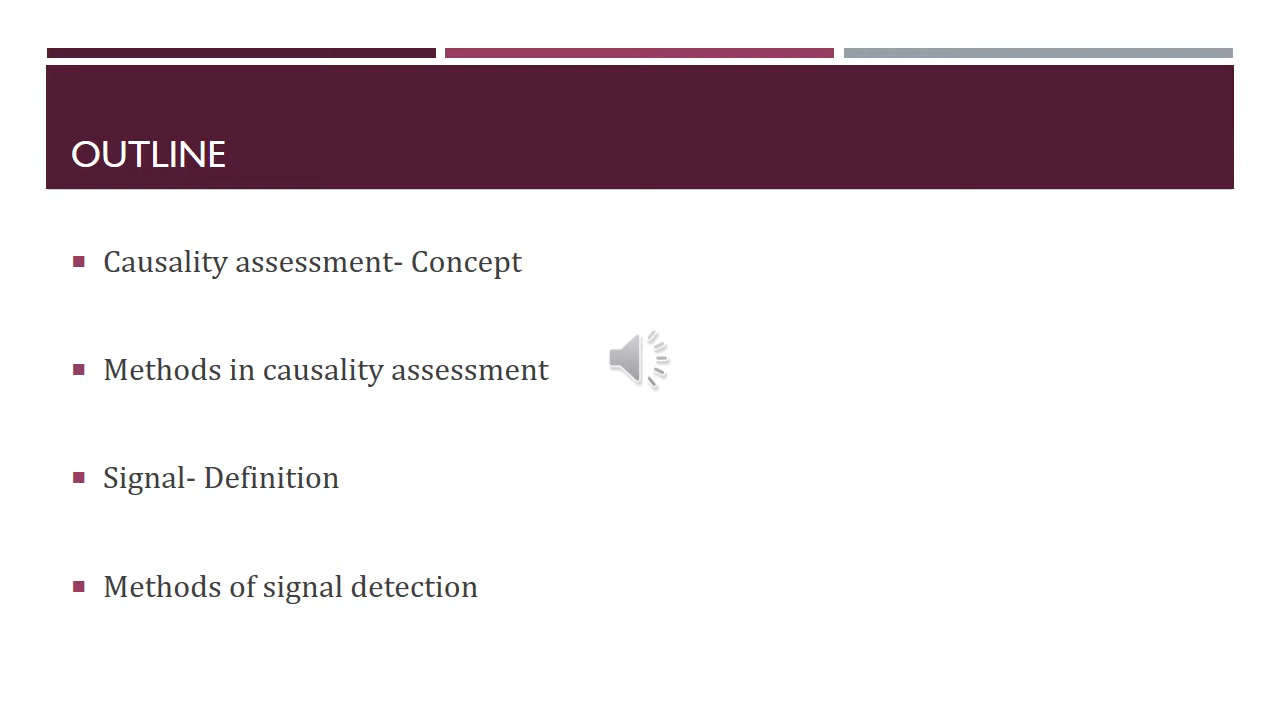 OUTLINE
Causality assessment- Concept
Methods in causality assessment
Signal- Definition
Methods of signal detection